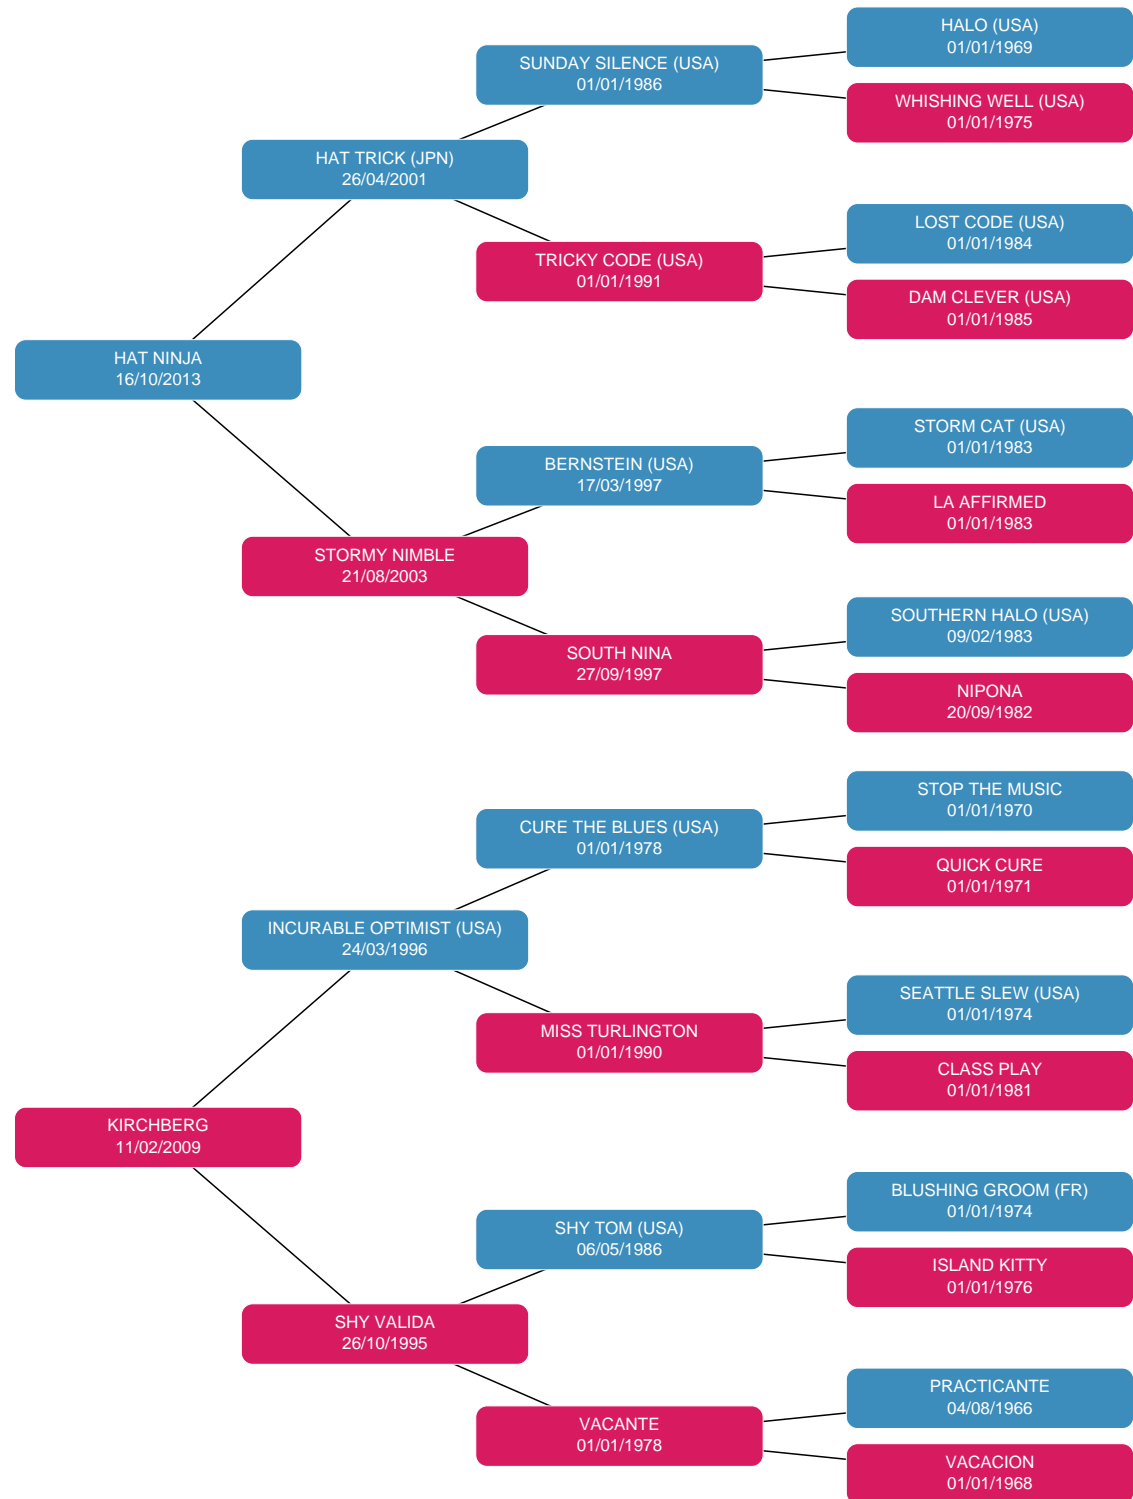 HALO (USA)
01/01/1969
SUNDAY SILENCE (USA)
01/01/1986
WHISHING WELL (USA)
01/01/1975
HAT TRICK (JPN)
26/04/2001
LOST CODE (USA)
01/01/1984
TRICKY CODE (USA)
01/01/1991
DAM CLEVER (USA)
01/01/1985
HAT NINJA
16/10/2013
STORM CAT (USA)
01/01/1983
BERNSTEIN (USA)
17/03/1997
LA AFFIRMED
01/01/1983
STORMY NIMBLE
21/08/2003
SOUTHERN HALO (USA)
09/02/1983
SOUTH NINA
27/09/1997
NIPONA
20/09/1982
STOP THE MUSIC
01/01/1970
CURE THE BLUES (USA)
01/01/1978
QUICK CURE
01/01/1971
INCURABLE OPTIMIST (USA)
24/03/1996
SEATTLE SLEW (USA)
01/01/1974
MISS TURLINGTON
01/01/1990
CLASS PLAY
01/01/1981
KIRCHBERG
11/02/2009
BLUSHING GROOM (FR)
01/01/1974
SHY TOM (USA)
06/05/1986
ISLAND KITTY
01/01/1976
SHY VALIDA
26/10/1995
PRACTICANTE
04/08/1966
VACANTE
01/01/1978
VACACION
01/01/1968